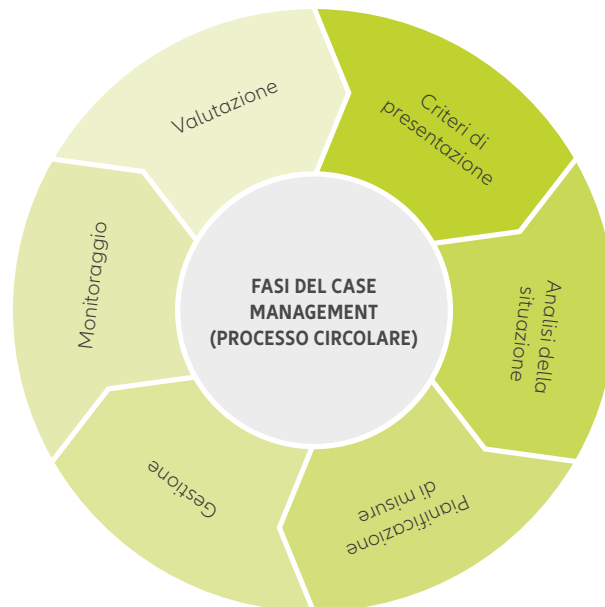 FASI DEL CASE
MANAGEMENT
(PROCESSO CIRCOLARE)
Criteri di
presentazione
Analisi della
situazione
Pianificazione
di misure
Gestione
Monitoraggio
Valutazione